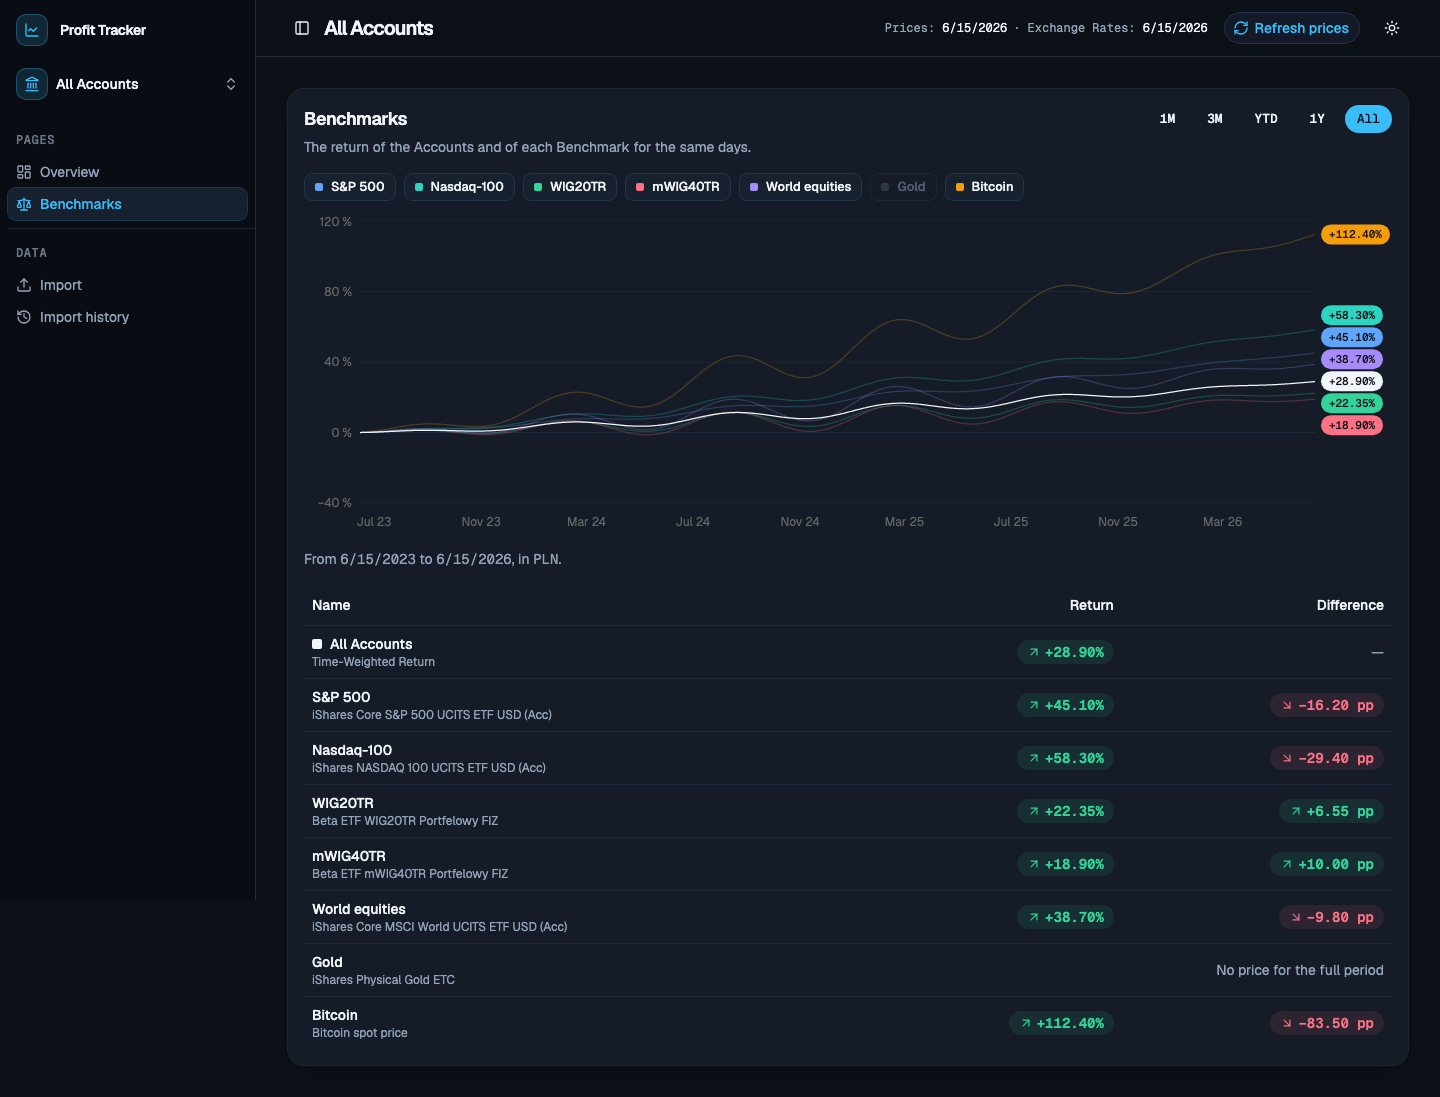 Profit Tracker
All Accounts
PAGES
Overview
Benchmarks
DATA
Import
Import history
All Accounts
Prices: 6/15/2026 · Exchange Rates: 6/15/2026
Refresh prices
Benchmarks
1M 3M YTD 1Y All
The return of the Accounts and of each Benchmark for the same days.
S&P 500 Nasdaq-100 WIG20TR mWIG40TR World equities Gold Bitcoin
120 %
80 %
40 %
0 %
−40 %
+112.40%
+58.30%
+45.10%
+38.70%
+28.90%
+22.35%
+18.90%
Jul 23 Nov 23 Mar 24 Jul 24 Nov 24 Mar 25 Jul 25 Nov 25 Mar 26
From 6/15/2023 to 6/15/2026, in PLN.
Name Return Difference
All Accounts
Time-Weighted Return
+28.90% —
S&P 500
iShares Core S&P 500 UCITS ETF USD (Acc)
+45.10% −16.20 pp
Nasdaq-100
iShares NASDAQ 100 UCITS ETF USD (Acc)
+58.30% −29.40 pp
WIG20TR
Beta ETF WIG20TR Portfelowy FIZ
+22.35% +6.55 pp
mWIG40TR
Beta ETF mWIG40TR Portfelowy FIZ
+18.90% +10.00 pp
World equities
iShares Core MSCI World UCITS ETF USD (Acc)
+38.70% −9.80 pp
Gold
iShares Physical Gold ETC
No price for the full period
Bitcoin
Bitcoin spot price
+112.40% −83.50 pp